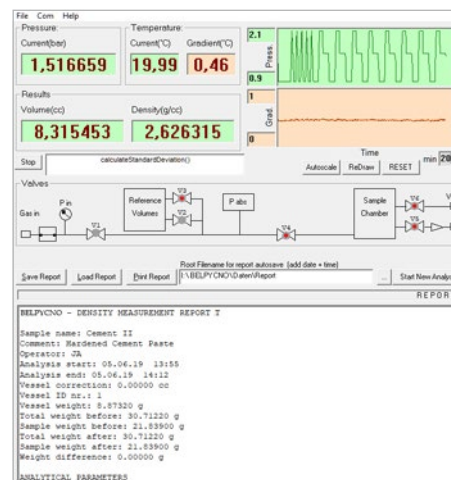 File Com Help
Pressure:
Current(bar)
1,516659
Temperature:
Current(°C) Gradient(°C)
19,99 0,46
2.1
Press.
0.9
1
Grad.
0
Results
Volume(cc) Density(g/cc)
8,315453 2,626315
Stop calculateStandardDeviation()
Time
Autoscale ReDraw RESET min 20
Valves
Gas in
P in
V1
Reference
Volumes
V3
V2
P abs
V4
Sample
Chamber
V6
V5
V
Root Filename for report autosave (add date + time)
Save Report Load Report Print Report I:\BELPYCNO\Daten\Report ... Start New Analys
REPOR
BELPYCNO - DENSITY MEASUREMENT REPORT T
Sample name: Cement II
Comment: Hardened Cement Paste
Operator: JA
Analysis start: 05.06.19 13:55
Analysis end: 05.06.19 14:12
Vessel correction: 0.00000 cc
Vessel ID nr.: 1
Vessel weight: 8.87320 g
Total weight before: 30.71220 g
Sample weight before: 21.83900 g
Total weight after: 30.71220 g
Sample weight after: 21.83900 g
Weight difference: 0.00000 g
ANALYTICAL PARAMETERS